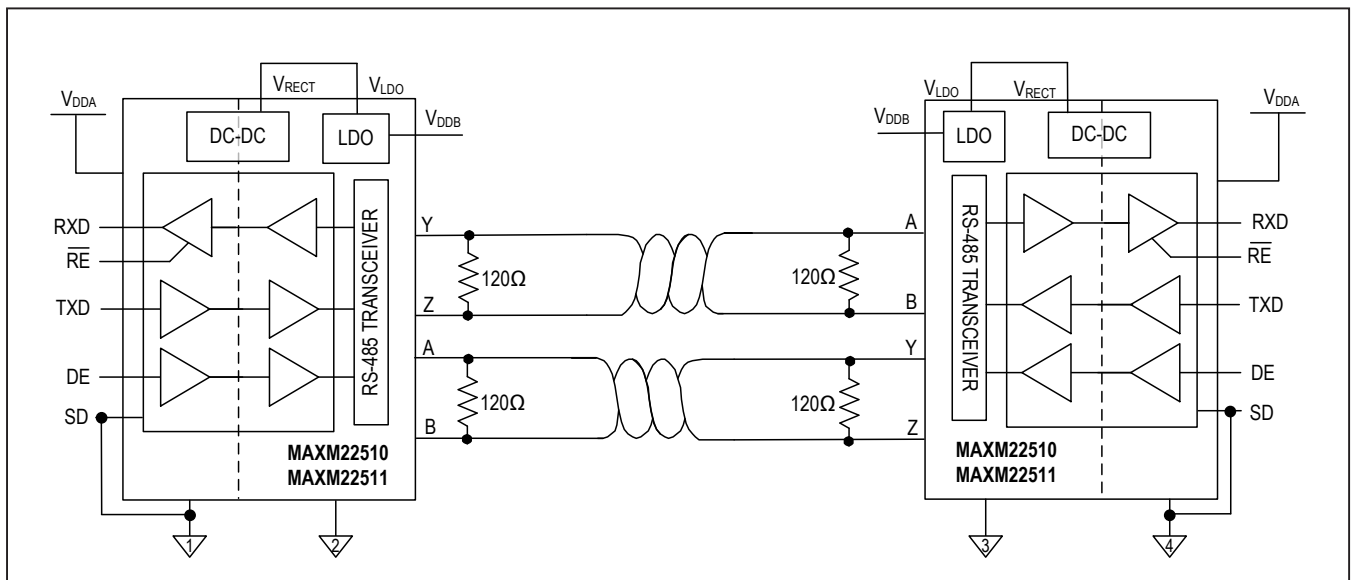 VRECT
VLDO
VDDA
DC-DC
LDO
VDDB
RXD
RE
TXD
DE
SD
RS-485 TRANSCEIVER
Y
Z
A
B
120Ω
120Ω
MAXM22510
MAXM22511
1
2
120Ω
120Ω
VLDO
VRECT
VDDA
VDDB
LDO
DC-DC
A
B
Y
Z
RS-485 TRANSCEIVER
RXD
RE
TXD
DE
SD
MAXM22510
MAXM22511
3
4